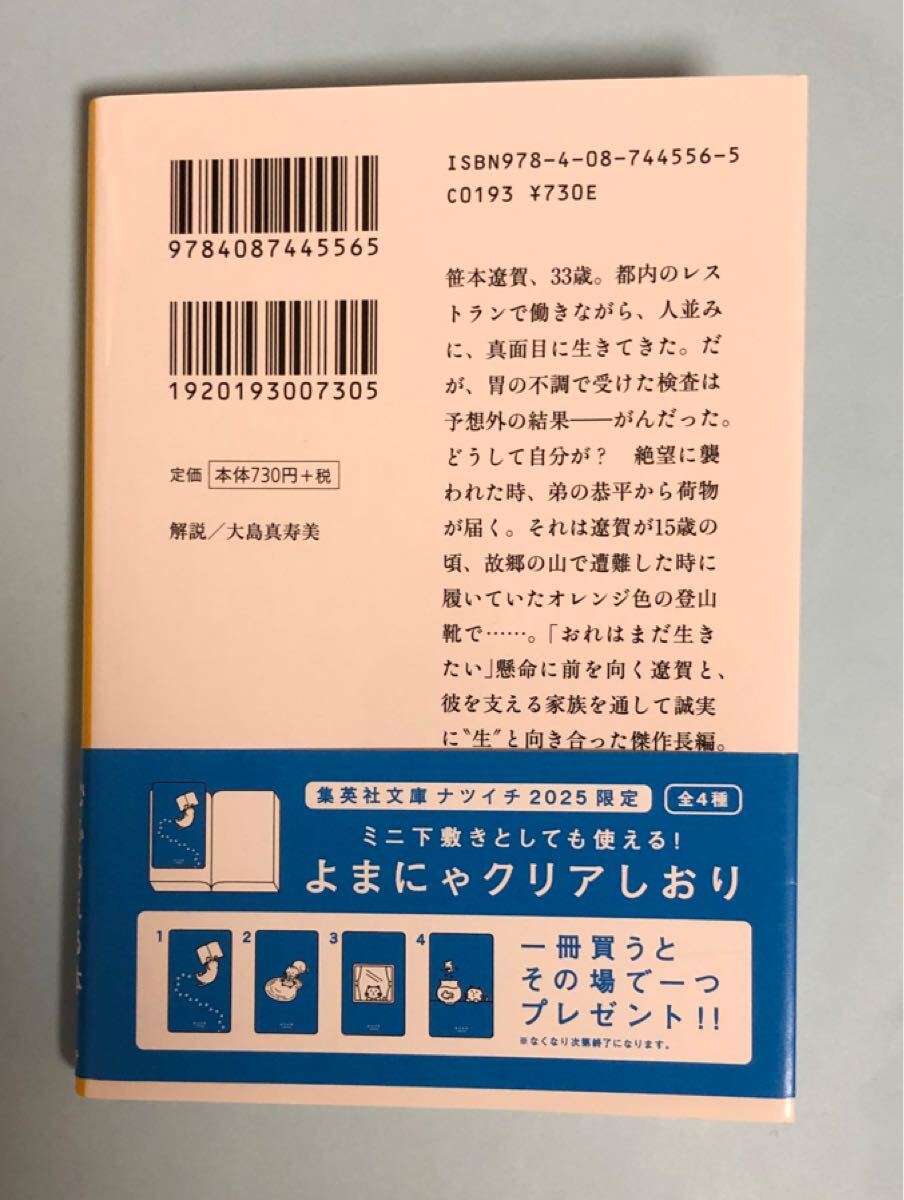 9784087445565
1920193007305
定価 本体730円+税
解説／大島真寿美
ISBN978-4-08-744556-5
C0193 ¥730E
笹本遼賀、33歳。都内のレス
トランで働きながら、人並み
に、真面目に生きてきた。だ
が、胃の不調で受けた検査は
予想外の結果――がんだった。
どうして自分が？　絶望に襲
われた時、弟の恭平から荷物
が届く。それは遼賀が15歳の
頃、故郷の山で遭難した時に
履いていたオレンジ色の登山
靴で……。「おれはまだ生き
たい」懸命に前を向く遼賀と、
彼を支える家族を通して誠実
に〝生〟と向き合った傑作長編。
集英社文庫ナツイチ2025限定 全4種
ミニ下敷きとしても使える!
よまにゃクリアしおり
1 2 3 4
一冊買うと
その場で一つ
プレゼント!!
※なくなり次第終了になります。